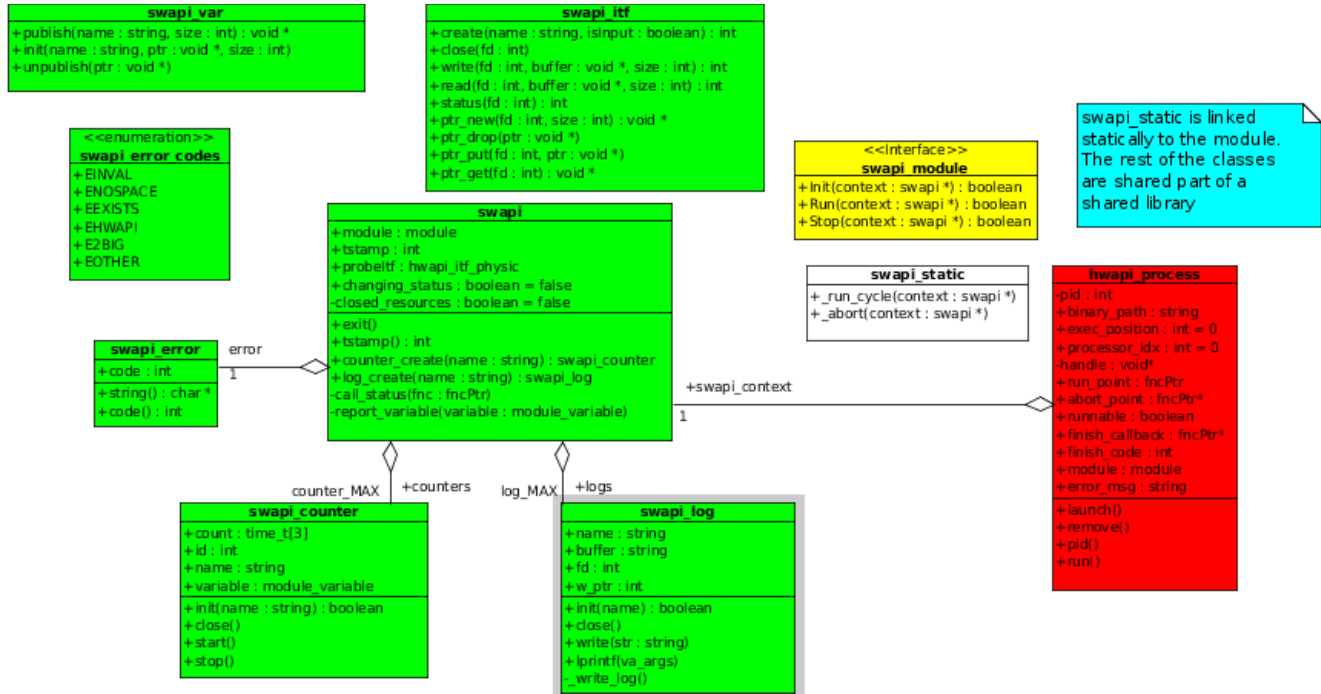 swapi_var
+publish(name : string, size : int) : void *
+init(name : string, ptr : void *, size : int)
+unpublish(ptr : void *)
swapi_itf
+create(name : string, isInput : boolean) : int
+close(fd : int)
+write(fd : int, buffer : void *, size : int) : int
+read(fd : int, buffer : void *, size : int) : int
+status(fd : int) : int
+ptr_new(fd : int, size : int) : void *
+ptr_drop(ptr : void *)
+ptr_put(fd : int, ptr : void *)
+ptr_get(fd : int) : void *
<<enumeration>>
swapi_error_codes
+EINVAL
+ENOSPACE
+EEXISTS
+EHWAPI
+E2BIG
+EOTHER
<<Interface>>
swapi_module
+Init(context : swapi *) : boolean
+Run(context : swapi *) : boolean
+Stop(context : swapi *) : boolean
swapi_static is linked
statically to the module.
The rest of the classes
are shared part of a
shared library
swapi
+module : module
+tstamp : int
+probeItf : hwapi_itf_physic
+changing_status : boolean = false
-closed_resources : boolean = false
+exit()
+tstamp() : int
+counter_create(name : string) : swapi_counter
+log_create(name : string) : swapi_log
-call_status(fnc : fncPtr)
-report_variable(variable : module_variable)
swapi_static
+_run_cycle(context : swapi *)
+_abort(context : swapi *)
hwapi_process
-pid : int
+binary_path : string
+exec_position : int = 0
+processor_idx : int = 0
-handle : void*
+run_point : fncPtr
+abort_point : fncPtr*
+runnable : boolean
+finish_callback : fncPtr*
+finish_code : int
+module : module
+error_msg : string
+launch()
+remove()
+pid()
+run()
swapi_error
+code : int
+string() : char *
+code() : int
error
1
+swapi_context
1
counter_MAX
+counters
log_MAX
+logs
swapi_counter
+count : time_t[3]
+id : int
+name : string
+variable : module_variable
+init(name : string) : boolean
+close()
+start()
+stop()
swapi_log
+name : string
+buffer : string
+fd : int
+w_ptr : int
+init(name) : boolean
+close()
+write(str : string)
+lprintf(va_args)
-_write_log()